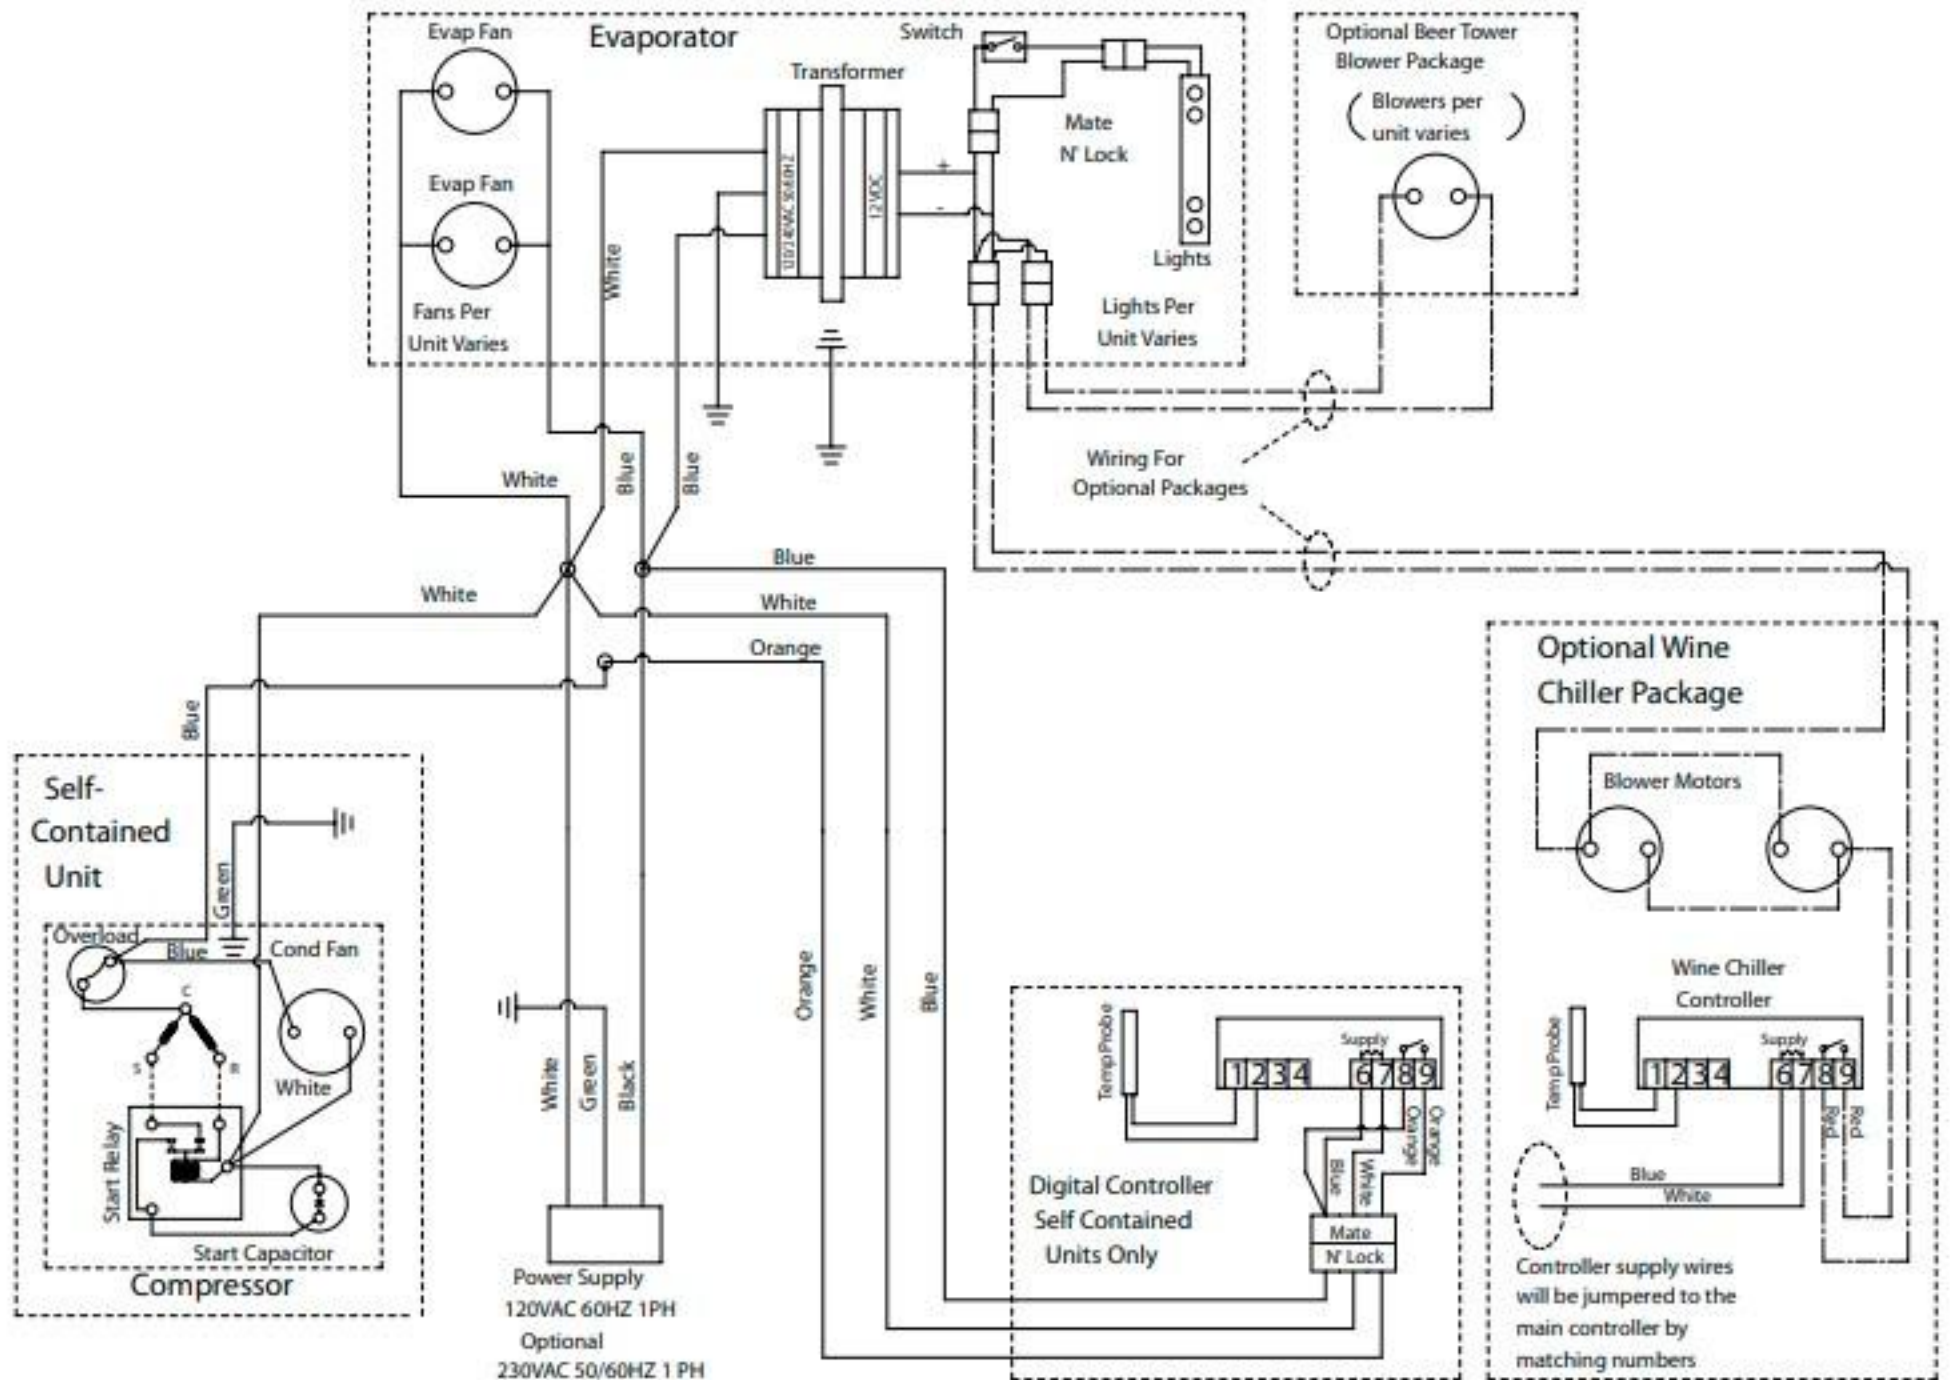 Evap Fan
Evaporator
Switch
Transformer
Optional Beer Tower
Blower Package
( Blowers per
unit varies )
120/240VAC 50/60HZ
12VDC
+
-
Mate
N' Lock
Evap Fan
White
Lights
Fans Per
Unit Varies
Lights Per
Unit Varies
White
Blue
Blue
Wiring For
Optional Packages
Blue
White
White
Orange
Blue
Optional Wine
Chiller Package
Blower Motors
Self-
Contained
Unit
Green
Overload
Blue
Cond Fan
C
S
R
White
Start Relay
Start Capacitor
Compressor
White
Green
Black
Power Supply
120VAC 60HZ 1PH
Optional
230VAC 50/60HZ 1 PH
Orange
White
Blue
Temp Probe
Supply
1 2 3 4 6 7 8 9
Orange
Orange
Blue
White
Digital Controller
Self Contained
Units Only
Mate
N' Lock
Wine Chiller
Controller
Temp Probe
Supply
1 2 3 4 6 7 8 9
Red
Red
Blue
White
Controller supply wires
will be jumpered to the
main controller by
matching numbers